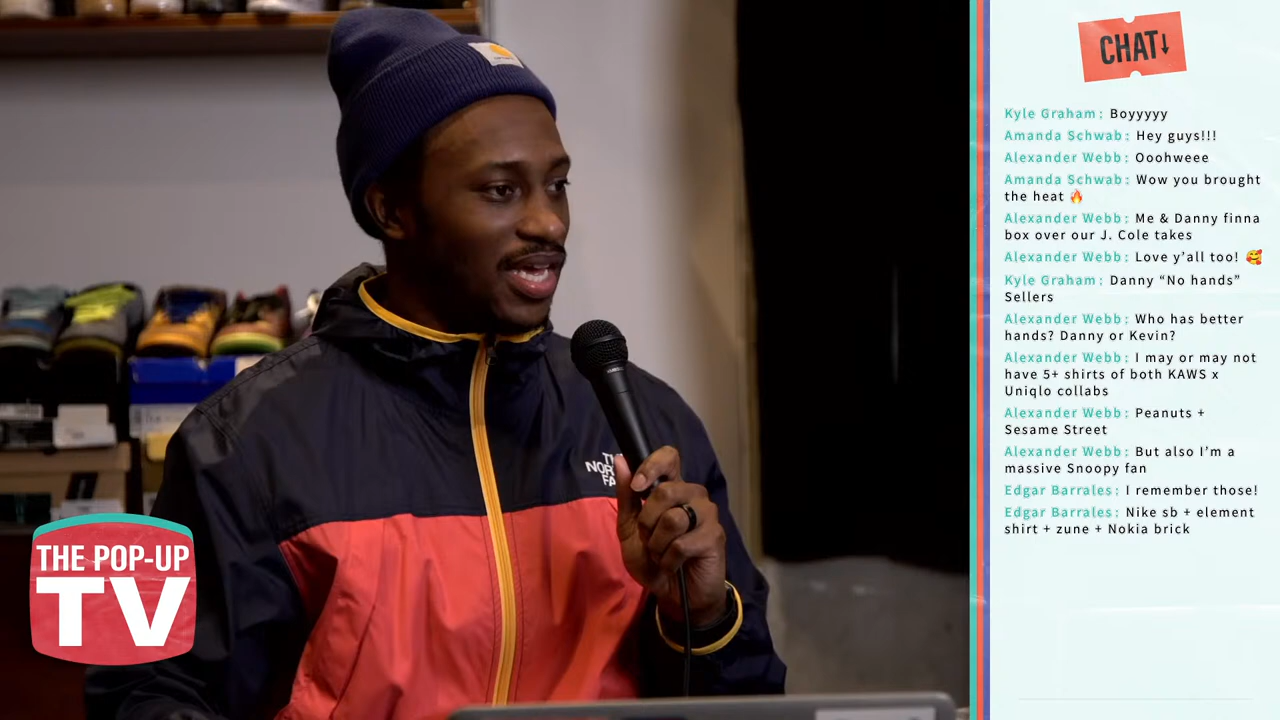 THE
NORTH
FA
THE POP-UP
TV
CHAT↓
Kyle Graham: Boyyyyy
Amanda Schwab: Hey guys!!!
Alexander Webb: Ooohweee
Amanda Schwab: Wow you brought
the heat 🔥
Alexander Webb: Me & Danny finna
box over our J. Cole takes
Alexander Webb: Love y’all too! 🥰
Kyle Graham: Danny “No hands”
Sellers
Alexander Webb: Who has better
hands? Danny or Kevin?
Alexander Webb: I may or may not
have 5+ shirts of both KAWS x
Uniqlo collabs
Alexander Webb: Peanuts +
Sesame Street
Alexander Webb: But also I’m a
massive Snoopy fan
Edgar Barrales: I remember those!
Edgar Barrales: Nike sb + element
shirt + zune + Nokia brick